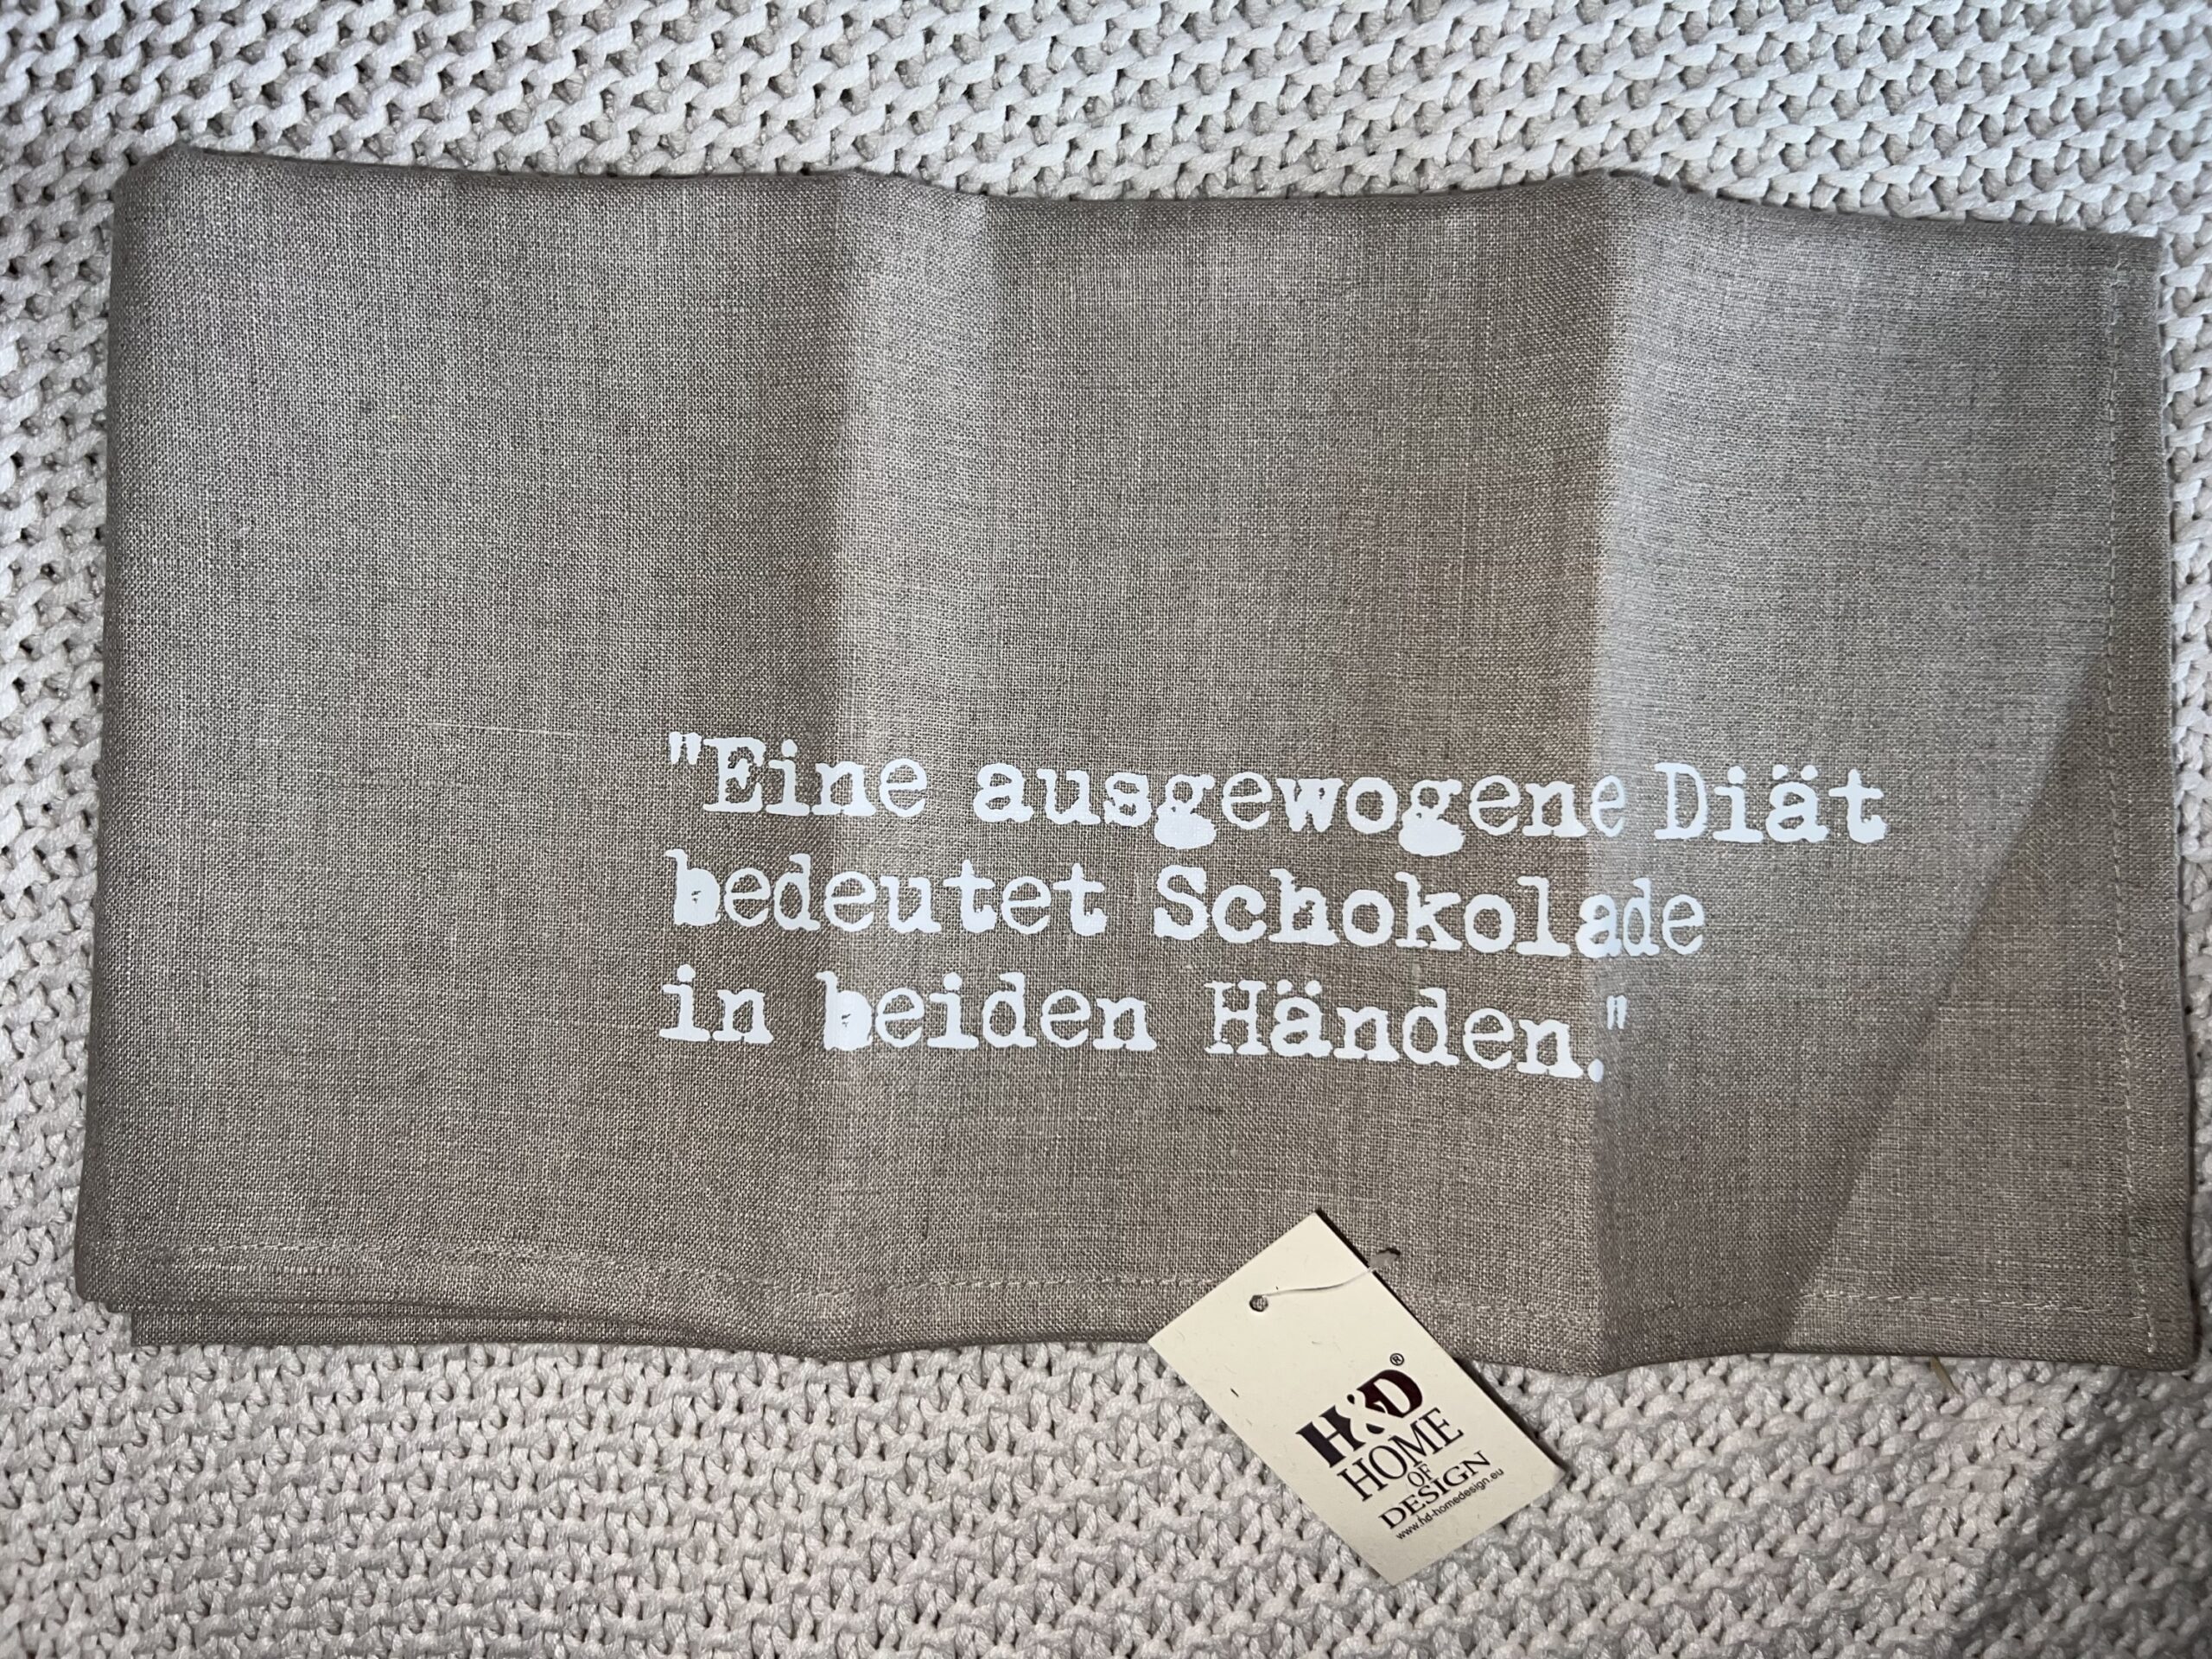 "Eine ausgewogene Diät
bedeutet Schokolade
in beiden Händen."
H&D®
HOME
OF
DESIGN
www.hd-homedesign.eu